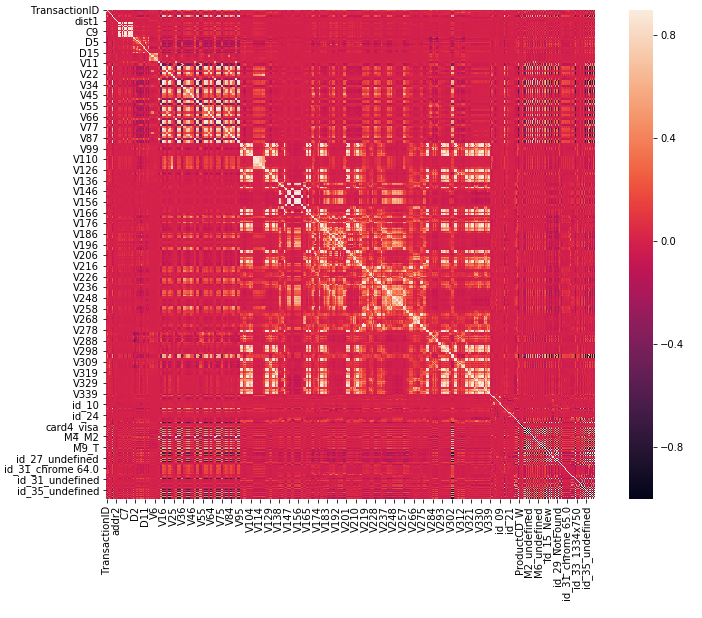 TransactionID
dist1
C9
D5
D15
V11
V22
V34
V45
V55
V66
V77
V87
V99
V110
V126
V136
V146
V156
V166
V176
V186
V196
V206
V216
V226
V236
V248
V258
V268
V278
V288
V298
V309
V319
V329
V339
id_10
id_24
card4_visa
M4_M2
M9_T
id_27_undefined
id_31_chrome 64.0
id_31_undefined
id_35_undefined
TransactionID
addr2
C7
D2
D11
V6
V16
V25
V36
V46
V55
V64
V75
V84
V95
V104
V114
V129
V138
V147
V156
V165
V174
V183
V192
V201
V210
V219
V228
V237
V248
V257
V266
V275
V284
V293
V302
V312
V321
V330
V339
id_09
id_21
ProductCD_W
M2_undefined
M6_undefined
id_15_New
id_29_NotFound
id_31_chrome 65.0
id_33_1334x750
id_35_undefined
0.8
0.4
0.0
−0.4
−0.8